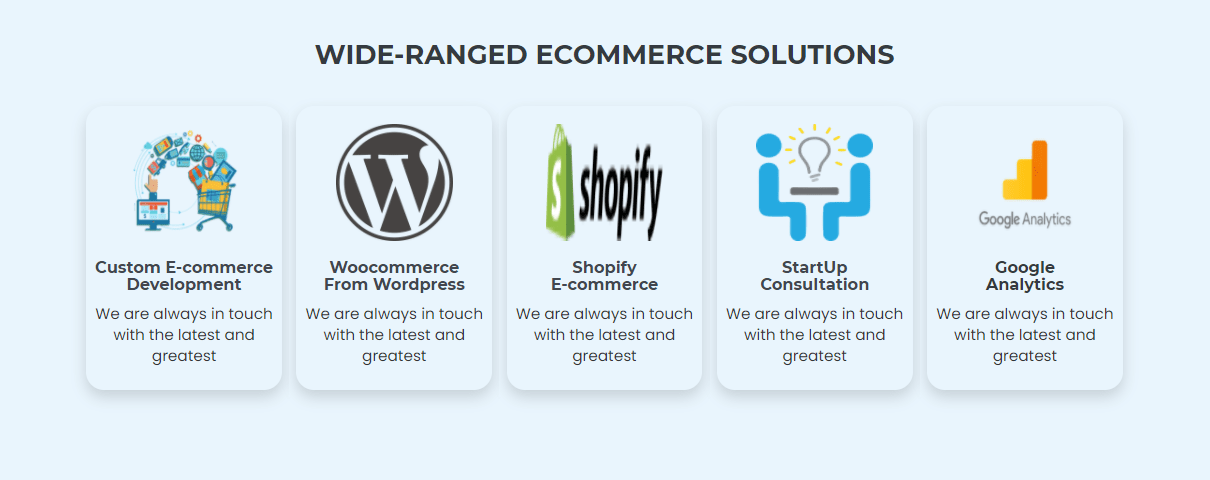 WIDE-RANGED ECOMMERCE SOLUTIONS
W
S shopify
Google Analytics
Custom E-commerce
Development
We are always in touch
with the latest and
greatest
Woocommerce
From Wordpress
We are always in touch
with the latest and
greatest
Shopify
E-commerce
We are always in touch
with the latest and
greatest
StartUp
Consultation
We are always in touch
with the latest and
greatest
Google
Analytics
We are always in touch
with the latest and
greatest